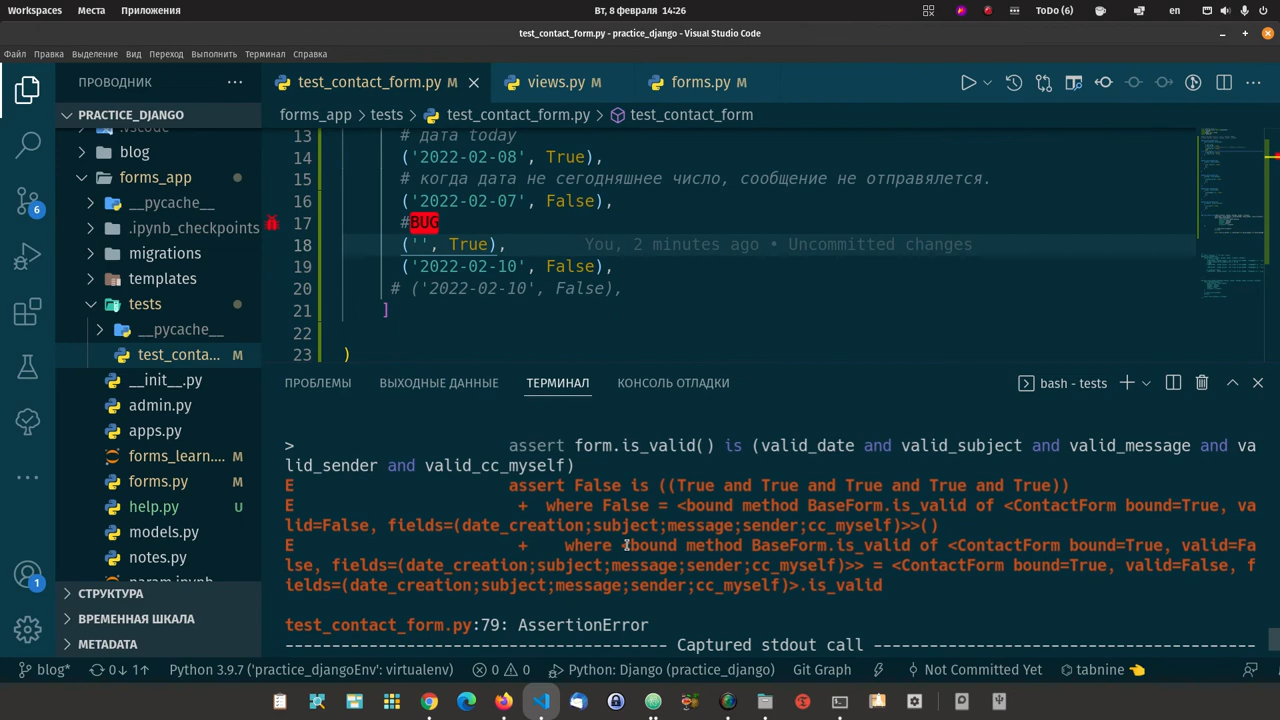 Компьютер Места Приложения Вт, 8 февраля 14:26 ToDo (6) en
test_contact_form.py - practice_django - Visual Studio Code
Файл Правка Выделение Вид Переход Выполнить Терминал Справка
ПРОВОДНИК
test_contact_form.py M views.py M forms.py M
PRACTICE_DJANGO
forms_app tests test_contact_form.py test_contact_form
.vscode
blog
forms_app
__pycache__
.ipynb_checkpoints
migrations
templates
tests
__pycache__
test_conta... M
__init__.py
admin.py
apps.py
forms_learn....
forms.py M
help.py U
models.py
notes.py
param.ipynb
СТРУКТУРА
ВРЕМЕННАЯ ШКАЛА
METADATA
6
1
13 # дата today
14 ('2022-02-08', True),
15 # когда дата не сегодняшнее число, сообщение не отправялется.
16 ('2022-02-07', False),
17 #BUG
18 ('', True), You, 2 minutes ago • Uncommitted changes
19 ('2022-02-10', False),
20 # ('2022-02-10', False),
21 ]
22
23 )
ПРОБЛЕМЫ ВЫХОДНЫЕ ДАННЫЕ ТЕРМИНАЛ КОНСОЛЬ ОТЛАДКИ bash - tests
> assert form.is_valid() is (valid_date and valid_subject and valid_message and va
lid_sender and valid_cc_myself)
E assert False is ((True and True and True and True and True))
E + where False = <bound method BaseForm.is_valid of <ContactForm bound=True, va
lid=False, fields=(date_creation;subject;message;sender;cc_myself)>>()
E + where <bound method BaseForm.is_valid of <ContactForm bound=True, valid=Fa
lse, fields=(date_creation;subject;message;sender;cc_myself)>> = <ContactForm bound=True, valid=False, f
ields=(date_creation;subject;message;sender;cc_myself)>.is_valid
test_contact_form.py:79: AssertionError
---------------------------------------- Captured stdout call ----------------------------------------
blog* 0↓ 1↑ Python 3.9.7 ('practice_djangoEnv': virtualenv) 0 0 Python: Django (practice_django) Git Graph Not Committed Yet tabnine